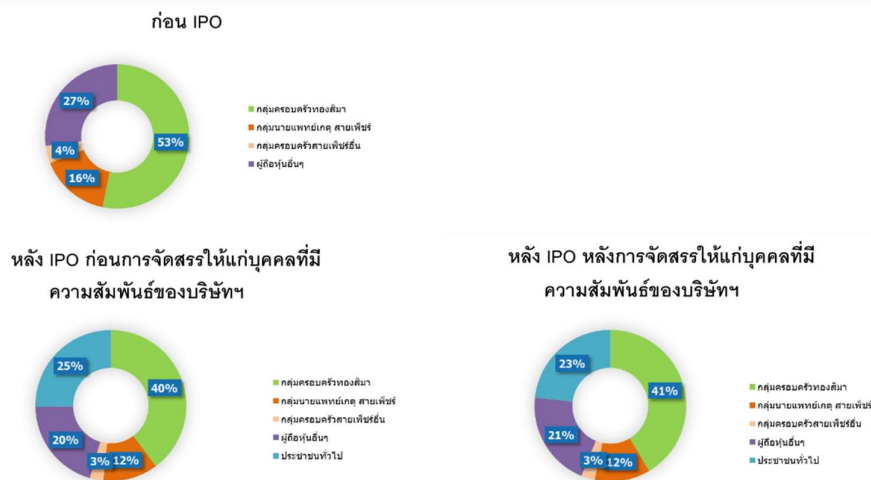 ก่อน IPO
27%
53%
4%
16%
กลุ่มครอบครัวทองสิมา
กลุ่มนายแพทย์เกตุ สายเพ็ชร์
กลุ่มครอบครัวสายเพ็ชร์อื่น
ผู้ถือหุ้นอื่นๆ
หลัง IPO ก่อนการจัดสรรให้แก่บุคคลที่มี
ความสัมพันธ์ของบริษัทฯ
25%
40%
20%
3%
12%
กลุ่มครอบครัวทองสิมา
กลุ่มนายแพทย์เกตุ สายเพ็ชร์
กลุ่มครอบครัวสายเพ็ชร์อื่น
ผู้ถือหุ้นอื่นๆ
ประชาชนทั่วไป
หลัง IPO หลังการจัดสรรให้แก่บุคคลที่มี
ความสัมพันธ์ของบริษัทฯ
23%
41%
21%
3%
12%
กลุ่มครอบครัวทองสิมา
กลุ่มนายแพทย์เกตุ สายเพ็ชร์
กลุ่มครอบครัวสายเพ็ชร์อื่น
ผู้ถือหุ้นอื่นๆ
ประชาชนทั่วไป